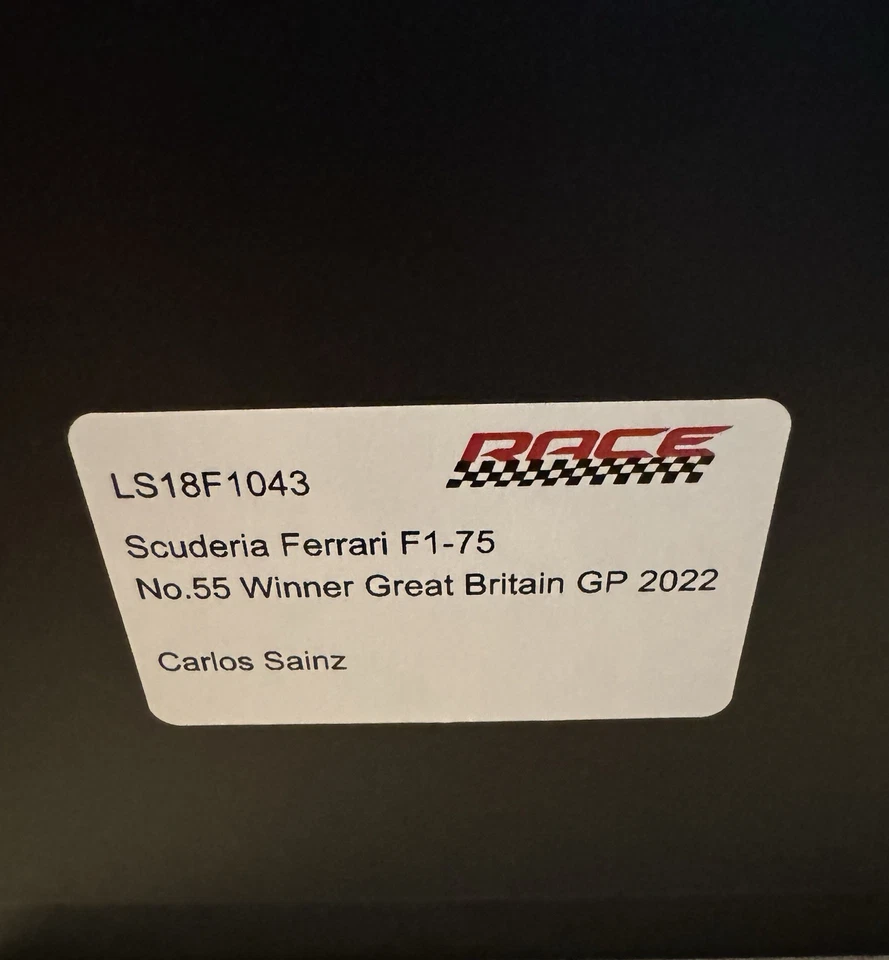 RACE
LS18F1043
Scuderia Ferrari F1-75
No.55 Winner Great Britain GP 2022
Carlos Sainz